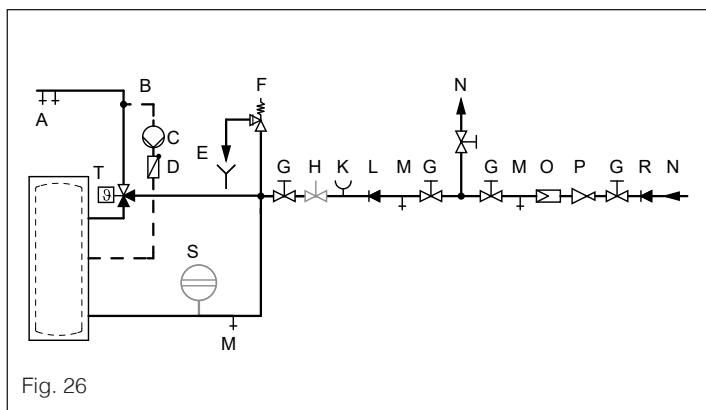 B F N
A C
E
D G H K L M G G M O P G R N
T
ϑ
S
M
Fig. 26